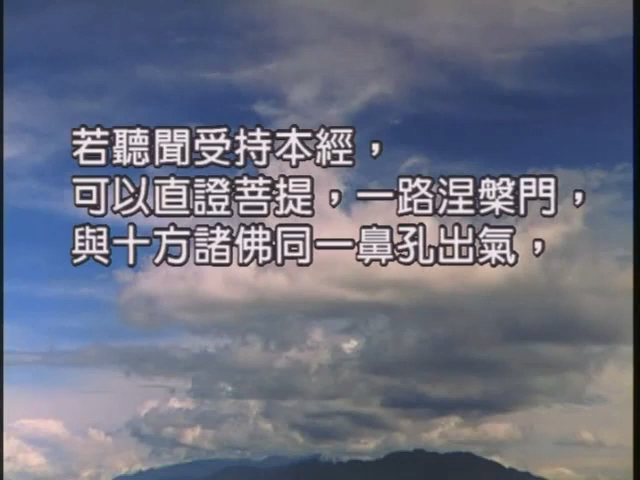 若聽聞受持本經，
可以直證菩提，一路涅槃門，
與十方諸佛同一鼻孔出氣，